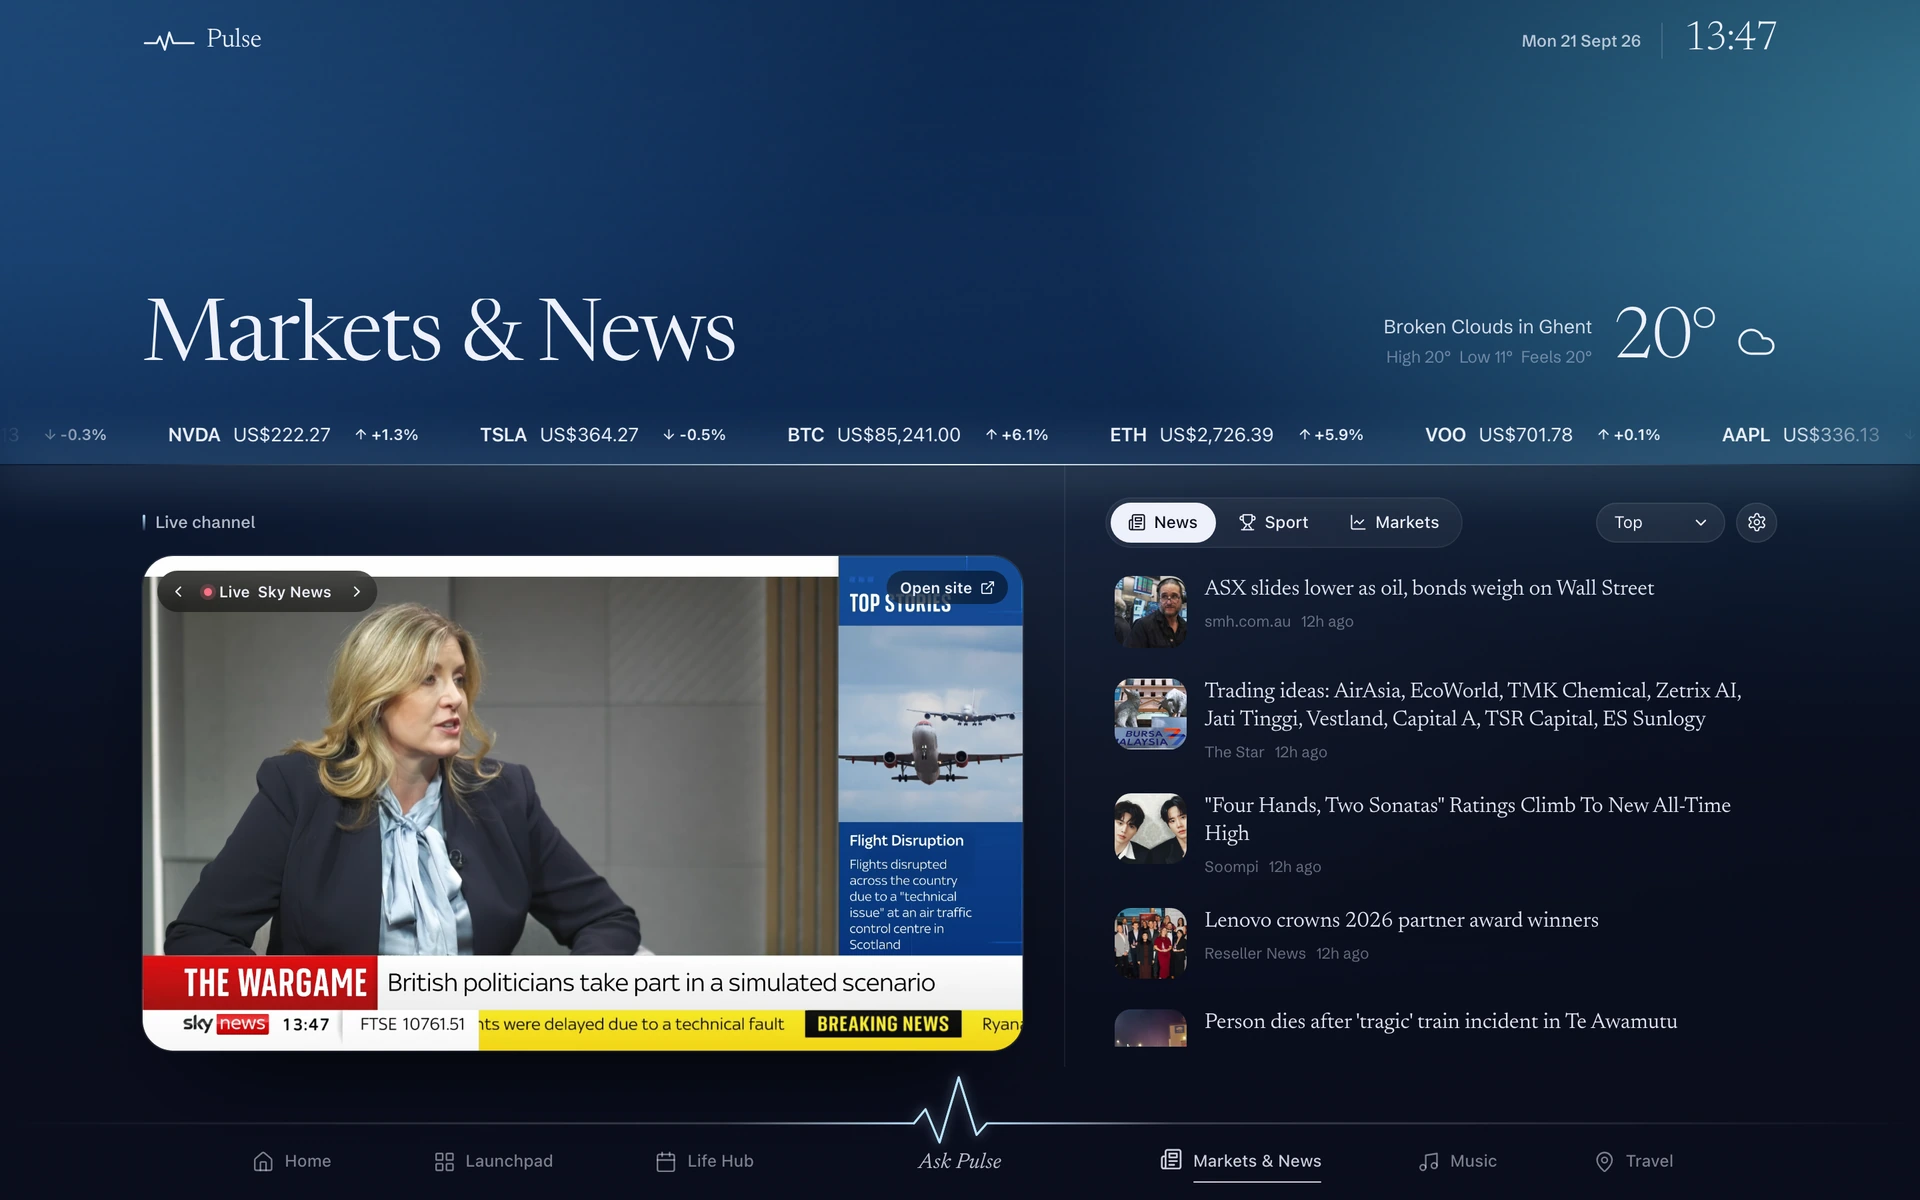 Pulse
Mon 21 Sept 26
13:47
Markets & News
Broken Clouds in Ghent
High 20° Low 11° Feels 20°
20°
-0.3%
NVDA US$222.27 +1.3%
TSLA US$364.27 -0.5%
BTC US$85,241.00 +6.1%
ETH US$2,726.39 +5.9%
VOO US$701.78 +0.1%
AAPL US$336.13
Live channel
Live Sky News
Open site
TOP STORIES
Flight Disruption
Flights disrupted
across the country
due to a "technical
issue" at an air traffic
control centre in
Scotland
THE WARGAME
British politicians take part in a simulated scenario
sky news 13:47 FTSE 10761.51
nts were delayed due to a technical fault
BREAKING NEWS
Ryan
News
Sport
Markets
Top
ASX slides lower as oil, bonds weigh on Wall Street
smh.com.au 12h ago
BURSA
ALAYSIA
Trading ideas: AirAsia, EcoWorld, TMK Chemical, Zetrix AI,
Jati Tinggi, Vestland, Capital A, TSR Capital, ES Sunlogy
The Star 12h ago
"Four Hands, Two Sonatas" Ratings Climb To New All-Time
High
Soompi 12h ago
Lenovo crowns 2026 partner award winners
Reseller News 12h ago
Person dies after 'tragic' train incident in Te Awamutu
Home
Launchpad
Life Hub
Ask Pulse
Markets & News
Music
Travel